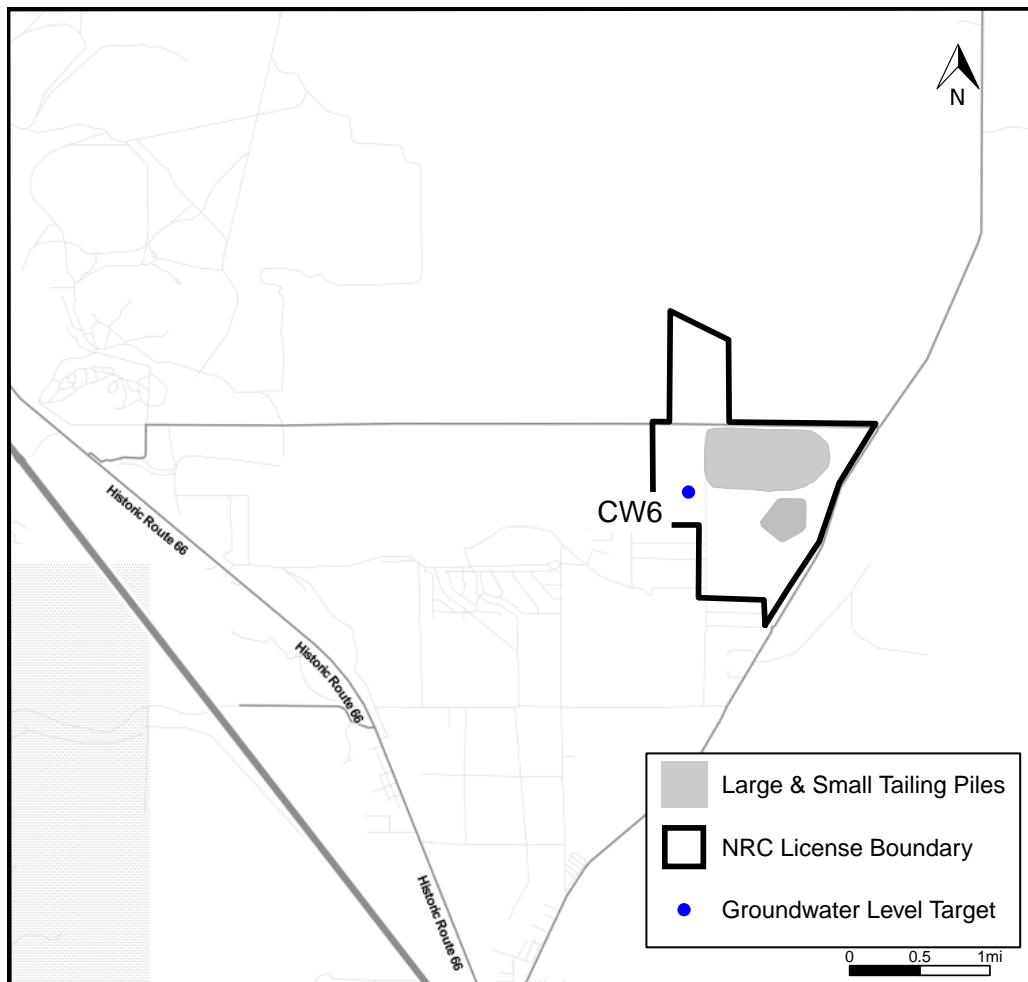 N
CW6
Historic Route 66
Historic Route 66
Historic Route 66
Large & Small Tailing Piles
NRC License Boundary
Groundwater Level Target
0 0.5 1mi